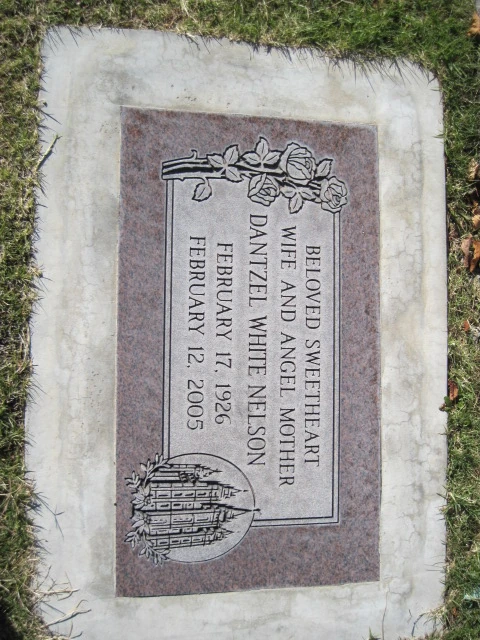 BELOVED SWEETHEART
WIFE AND ANGEL MOTHER
DANTZEL WHITE NELSON
FEBRUARY 17, 1926
FEBRUARY 12, 2005